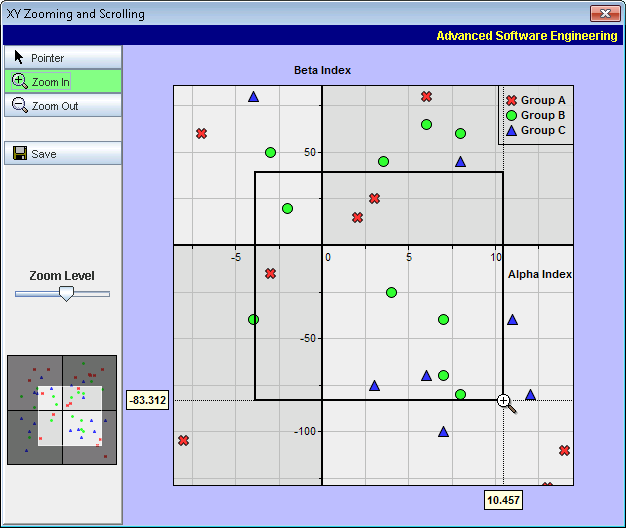 XY Zooming and Scrolling
Advanced Software Engineering
Pointer
Zoom In
Zoom Out
Save
Zoom Level
Beta Index
Group A
Group B
Group C
50
-5
0
5
10
Alpha Index
-50
-83.312
-100
10.457